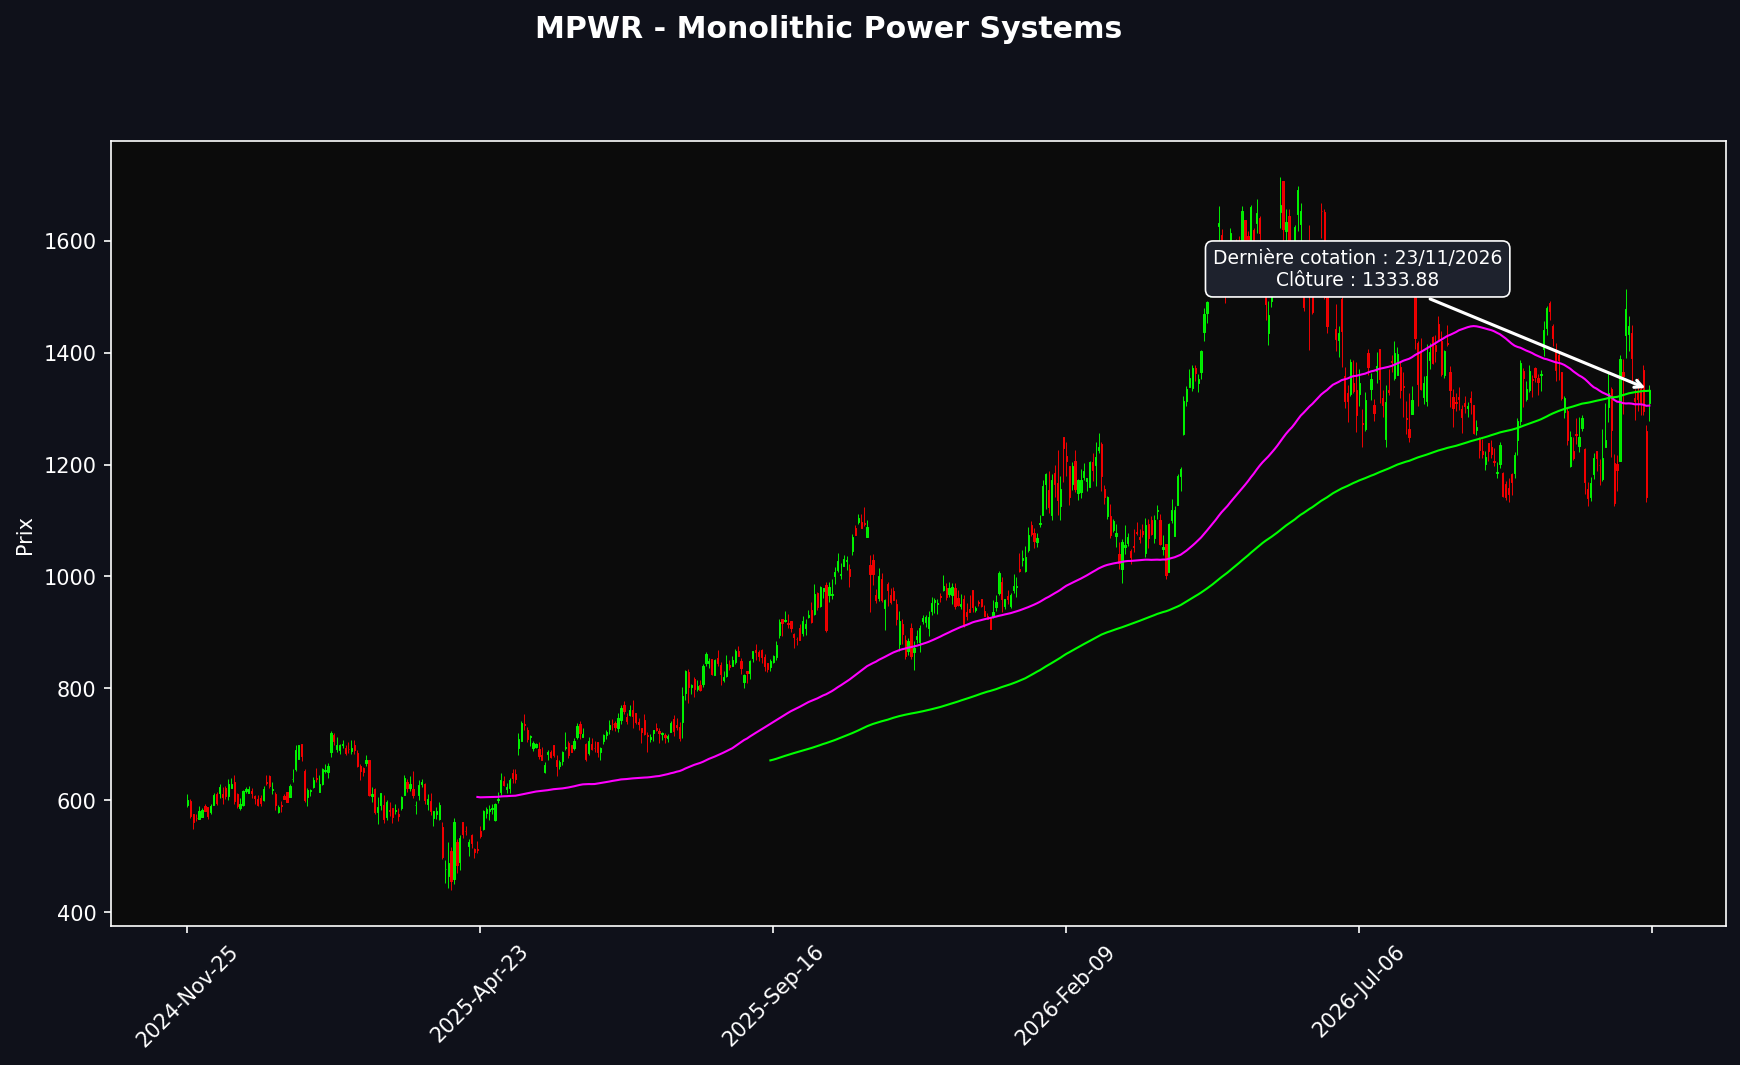 MPWR - Monolithic Power Systems
Dernière cotation : 23/11/2026
Clôture : 1333.88
Prix
1600
1400
1200
1000
800
600
400
2024-Nov-25
2025-Apr-23
2025-Sep-16
2026-Feb-09
2026-Jul-06